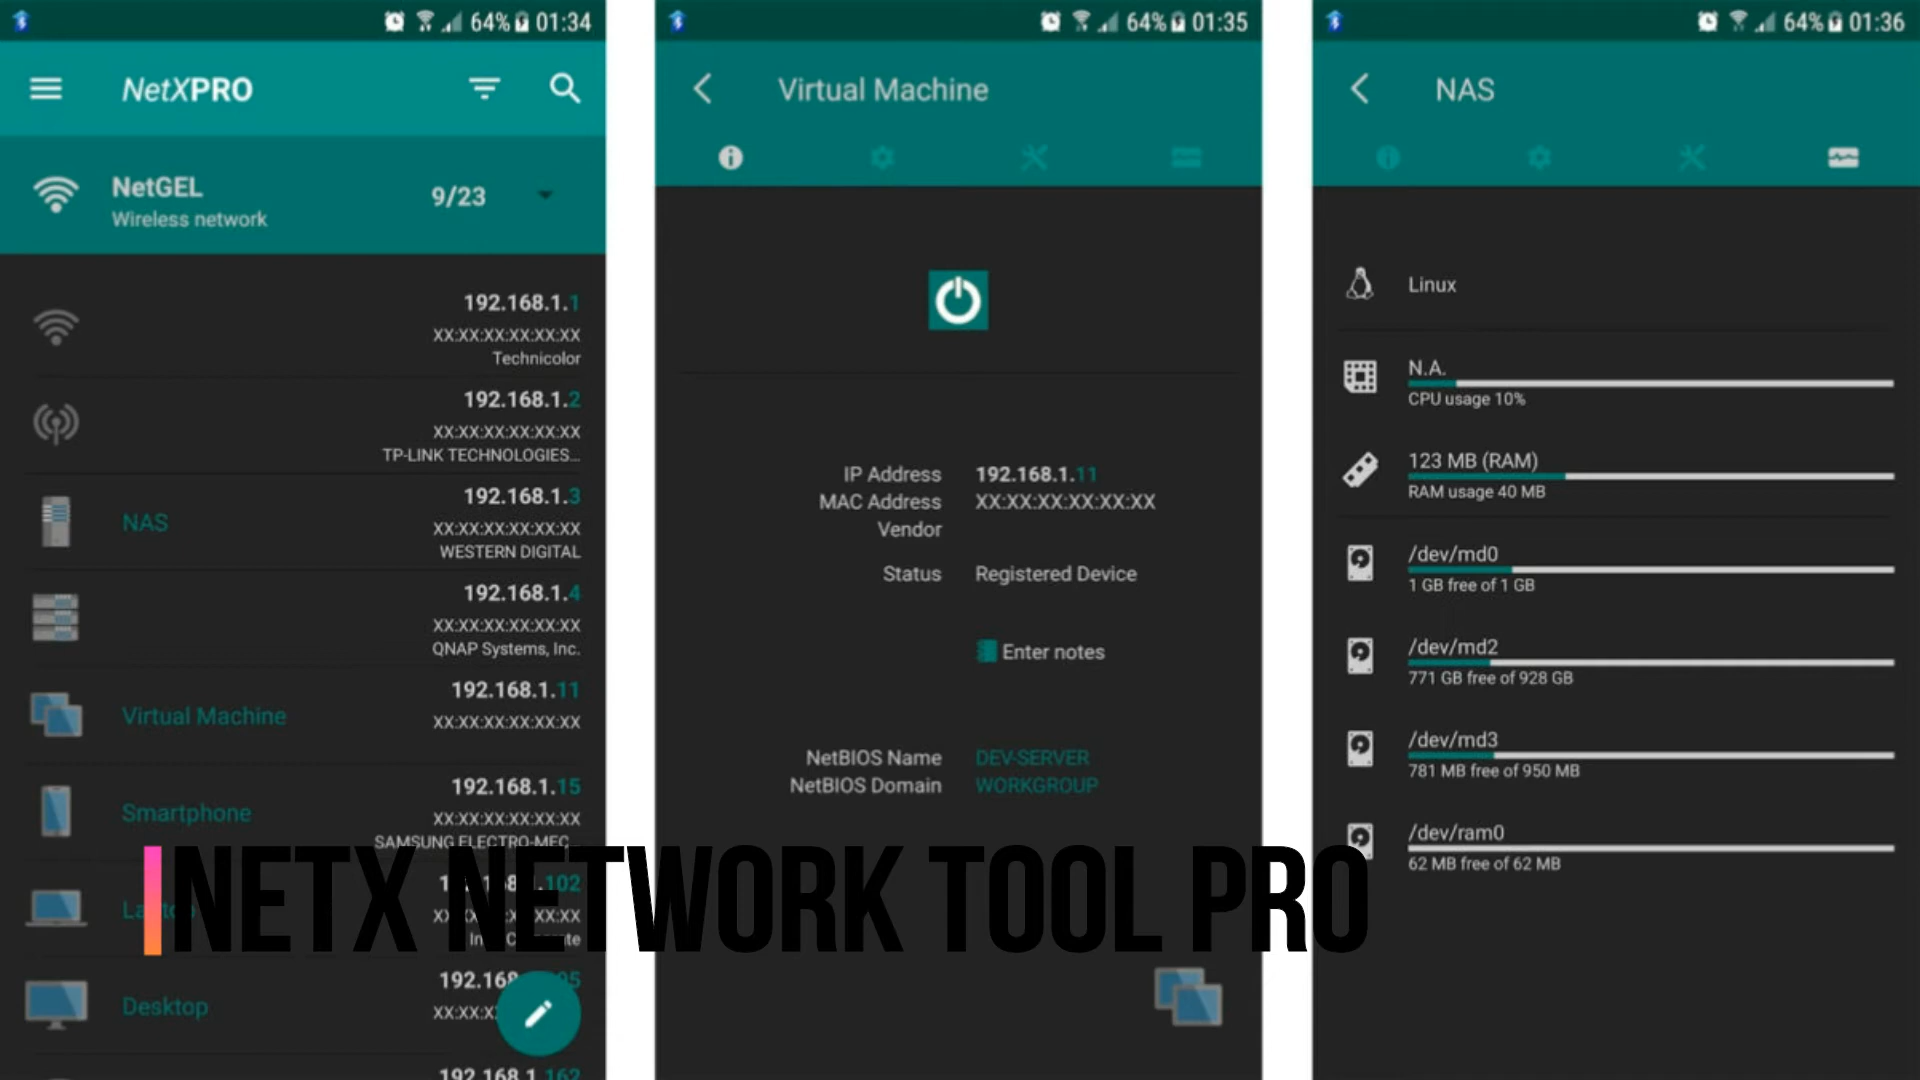 64% 01:34
NetXPRO
NetGEL
Wireless network
9/23
192.168.1.1
XX:XX:XX:XX:XX:XX
Technicolor
192.168.1.2
XX:XX:XX:XX:XX:XX
TP-LINK TECHNOLOGIES...
NAS
192.168.1.3
XX:XX:XX:XX:XX:XX
WESTERN DIGITAL
192.168.1.4
XX:XX:XX:XX:XX:XX
QNAP Systems, Inc.
Virtual Machine
192.168.1.11
XX:XX:XX:XX:XX:XX
Smartphone
192.168.1.15
XX:XX:XX:XX:XX:XX
SAMSUNG ELECTRO-MEC...
Desktop
192.168.1.162
64% 01:35
Virtual Machine
IP Address 192.168.1.11
MAC Address XX:XX:XX:XX:XX:XX
Vendor
Status Registered Device
Enter notes
NetBIOS Name DEV-SERVER
NetBIOS Domain WORKGROUP
64% 01:36
NAS
Linux
N.A.
CPU usage 10%
123 MB (RAM)
RAM usage 40 MB
/dev/md0
1 GB free of 1 GB
/dev/md2
771 GB free of 928 GB
/dev/md3
781 MB free of 950 MB
/dev/ram0
62 MB free of 62 MB
NETX NETWORK TOOL PRO